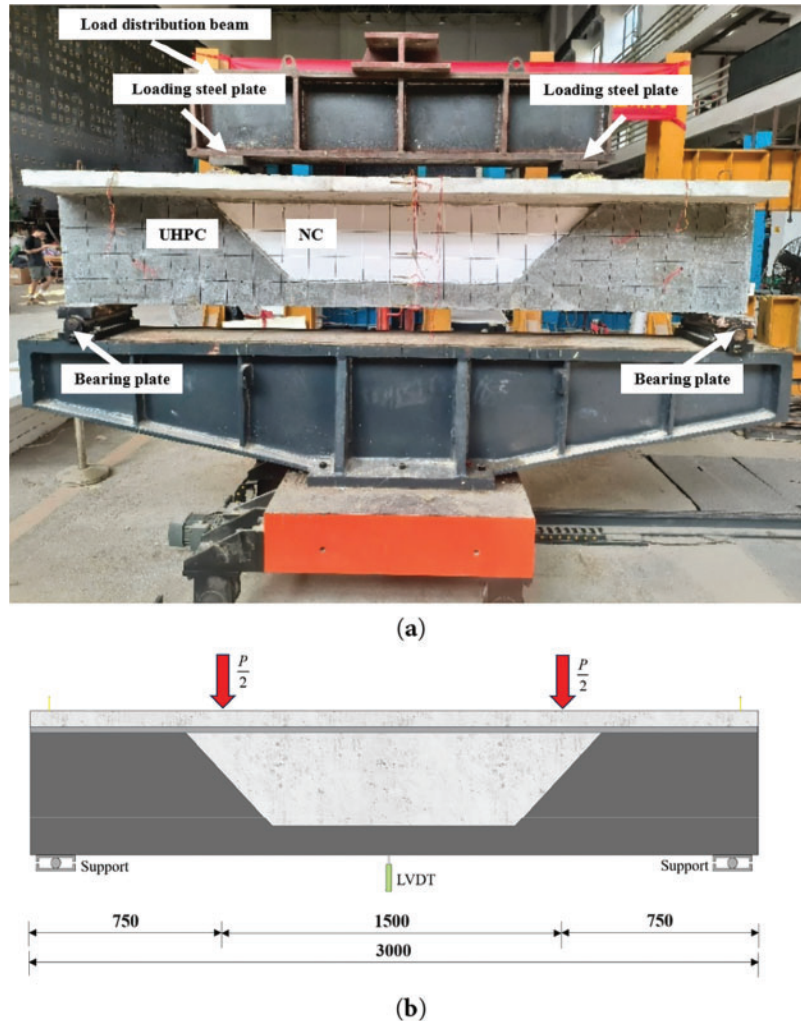 Load distribution beam
Loading steel plate
Loading steel plate
UHPC
NC
Bearing plate
Bearing plate
(a)
P
2
P
2
Support
Support
LVDT
750
1500
750
3000
(b)